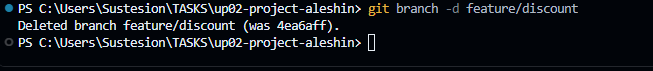 PS C:\Users\Sustesion\TASKS\up02-project-aleshin> git branch -d feature/discount
Deleted branch feature/discount (was 4ea6aff).
PS C:\Users\Sustesion\TASKS\up02-project-aleshin>